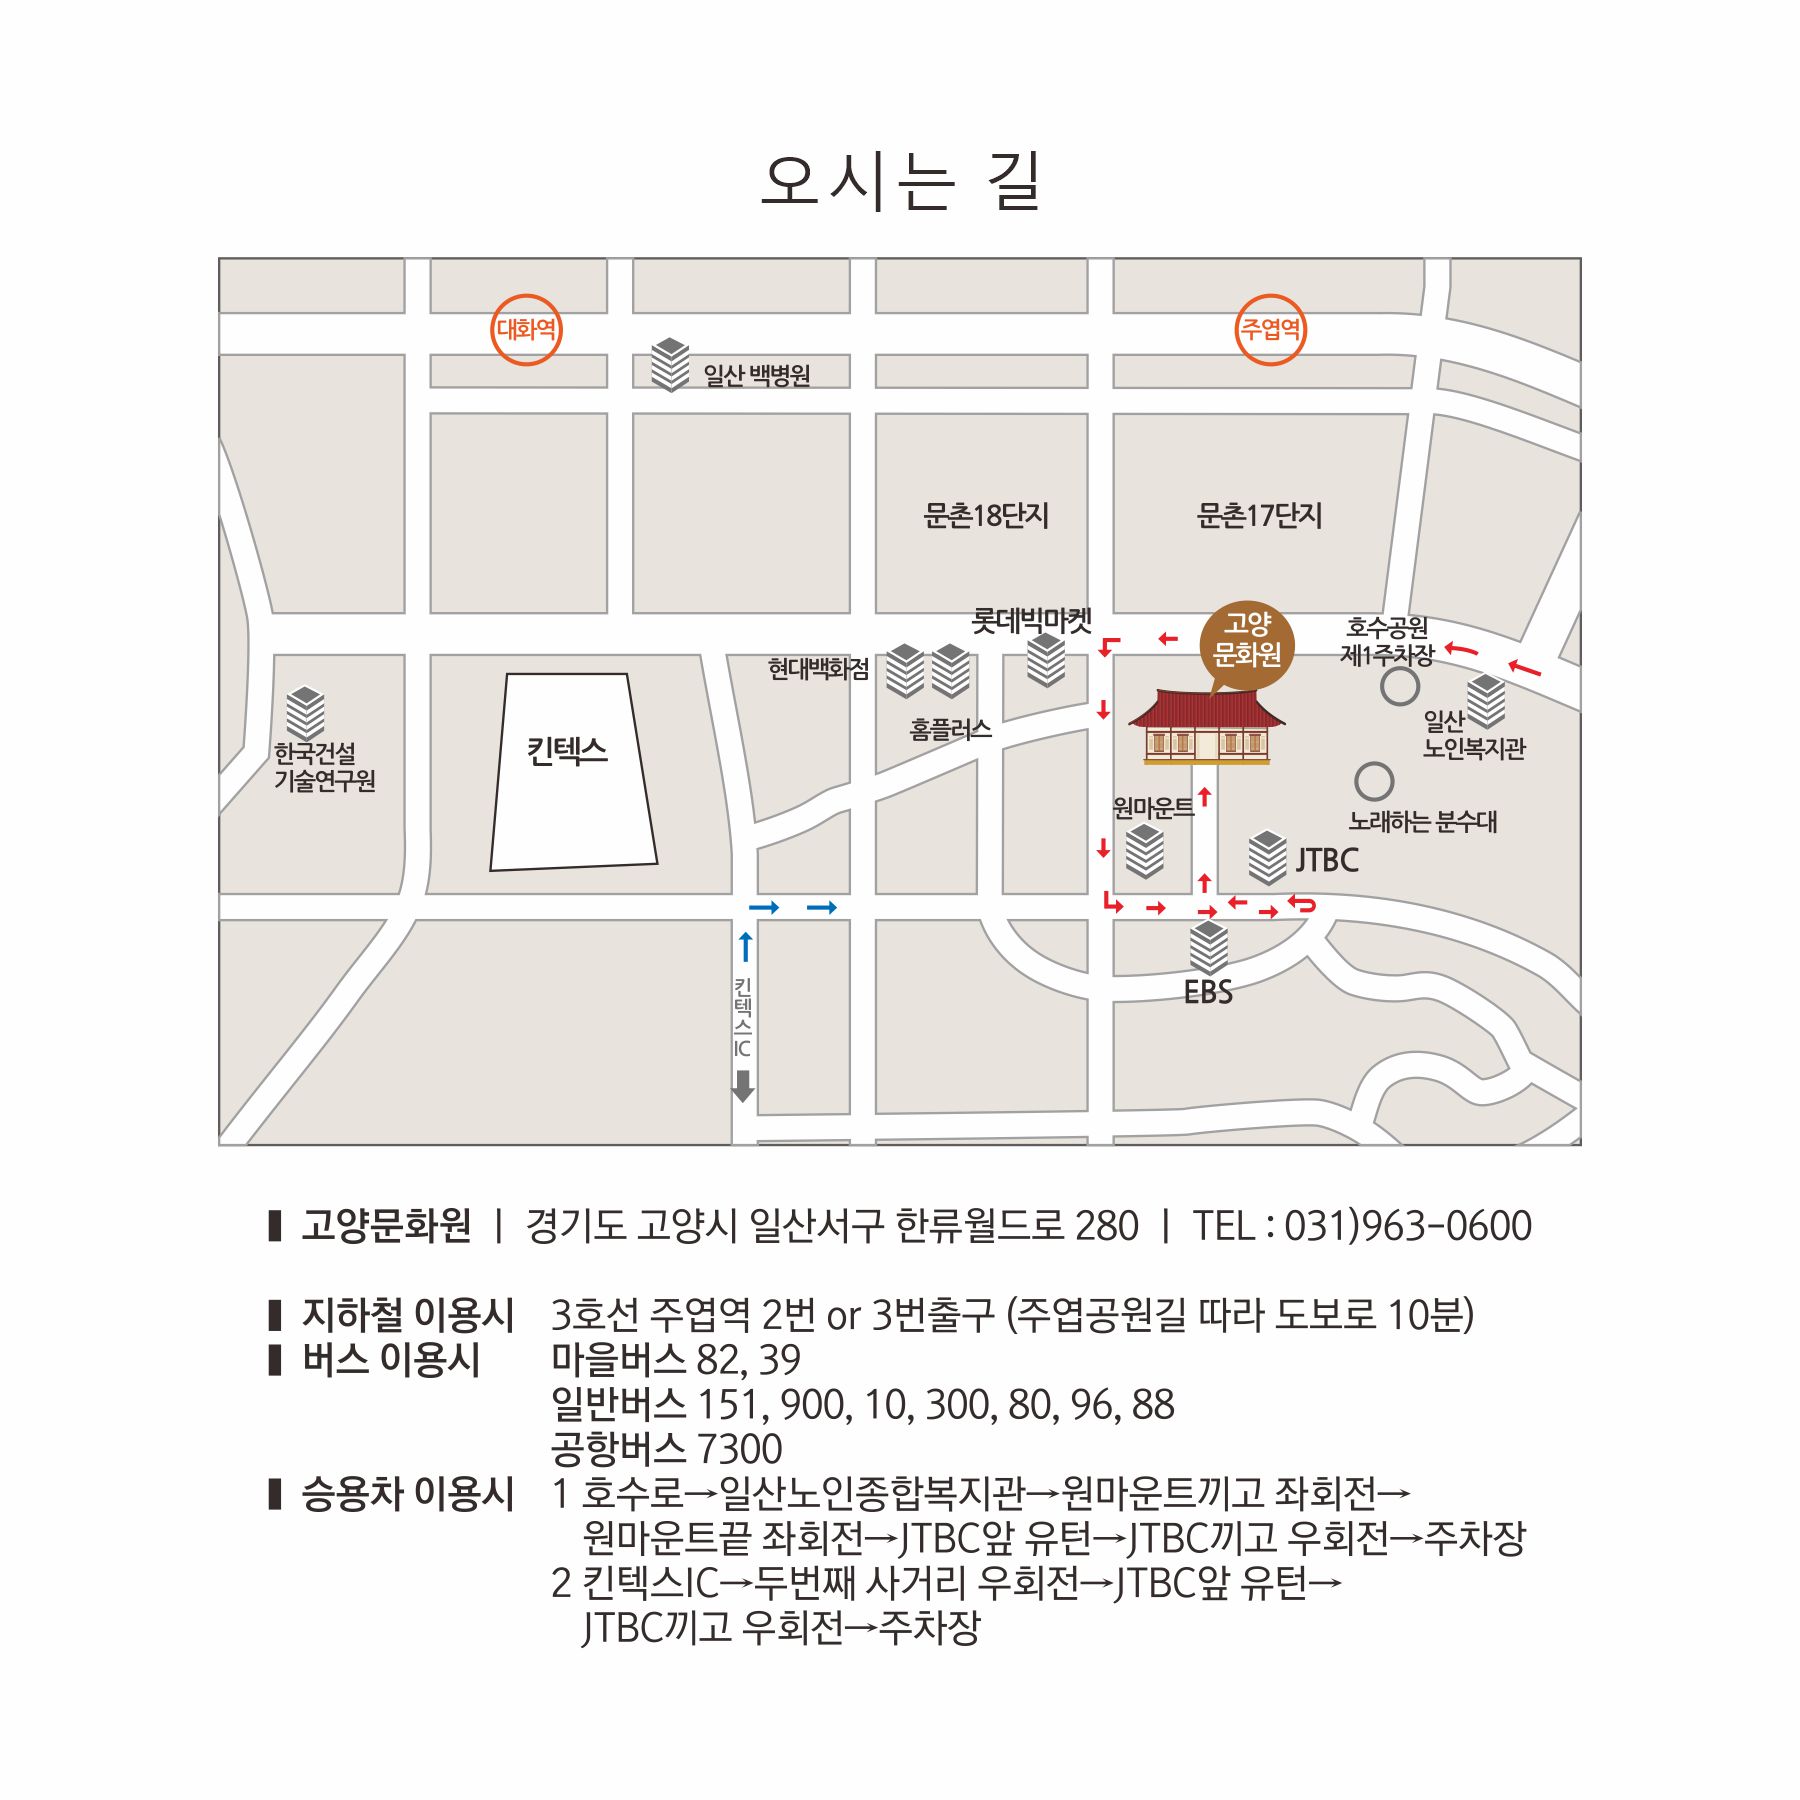 오시는 길
대화역
주엽역
일산 백병원
문촌18단지
문촌17단지
롯데빅마켓
고양
문화원
호수공원
제1주차장
현대백화점
홈플러스
일산
노인복지관
한국건설
기술연구원
킨텍스
원마운트
노래하는 분수대
JTBC
EBS
킨텍스IC
고양문화원 | 경기도 고양시 일산서구 한류월드로 280 | TEL : 031)963-0600
지하철 이용시 3호선 주엽역 2번 or 3번출구 (주엽공원길 따라 도보로 10분)
버스 이용시 마을버스 82, 39
일반버스 151, 900, 10, 300, 80, 96, 88
공항버스 7300
승용차 이용시 1 호수로→일산노인종합복지관→원마운트끼고 좌회전→
원마운트끝 좌회전→JTBC앞 유턴→JTBC끼고 우회전→주차장
2 킨텍스IC→두번째 사거리 우회전→JTBC앞 유턴→
JTBC끼고 우회전→주차장